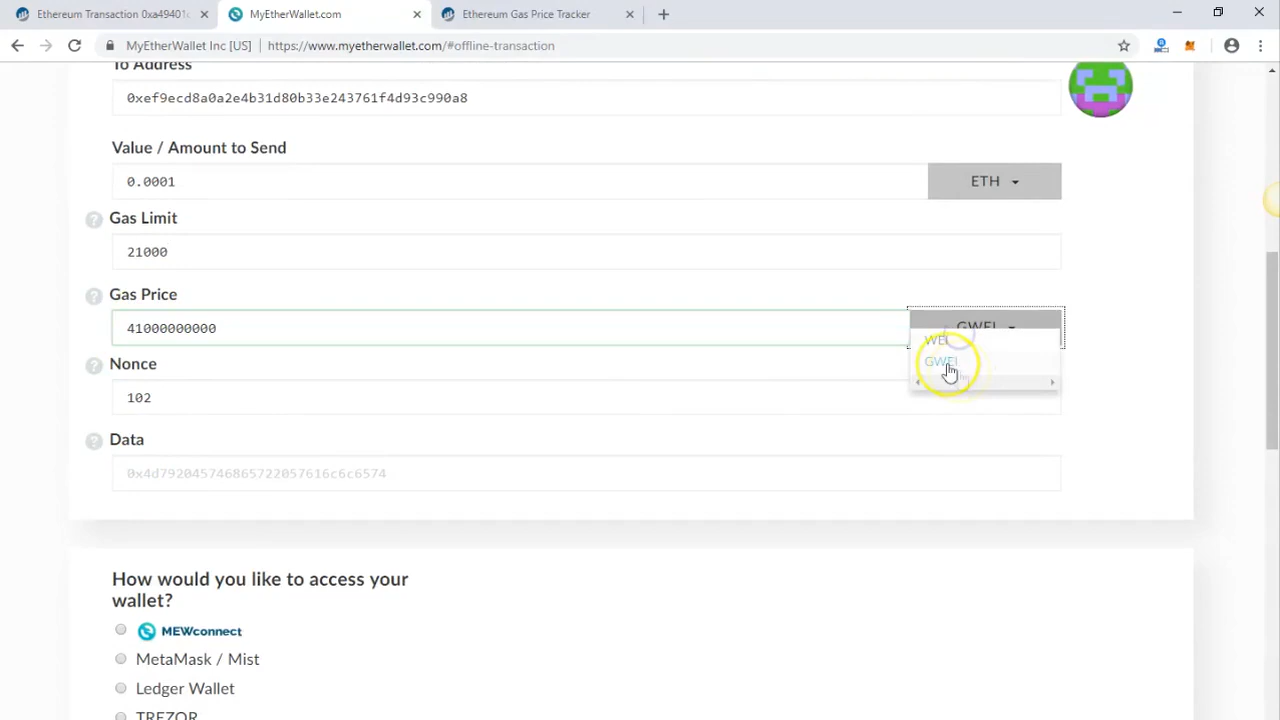 Ethereum Transaction 0xa49401c
MyEtherWallet.com
Ethereum Gas Price Tracker
MyEtherWallet Inc [US]
https://www.myetherwallet.com/#offline-transaction
To Address
0xef9ecd8a0a2e4b31d80b33e243761f4d93c990a8
Value / Amount to Send
0.0001
ETH
Gas Limit
21000
Gas Price
41000000000
GWEI
WEI
GWEI
Nonce
102
Data
0x4d792045746865722057616c6c6574
How would you like to access your
wallet?
MEWconnect
MetaMask / Mist
Ledger Wallet
TREZOR